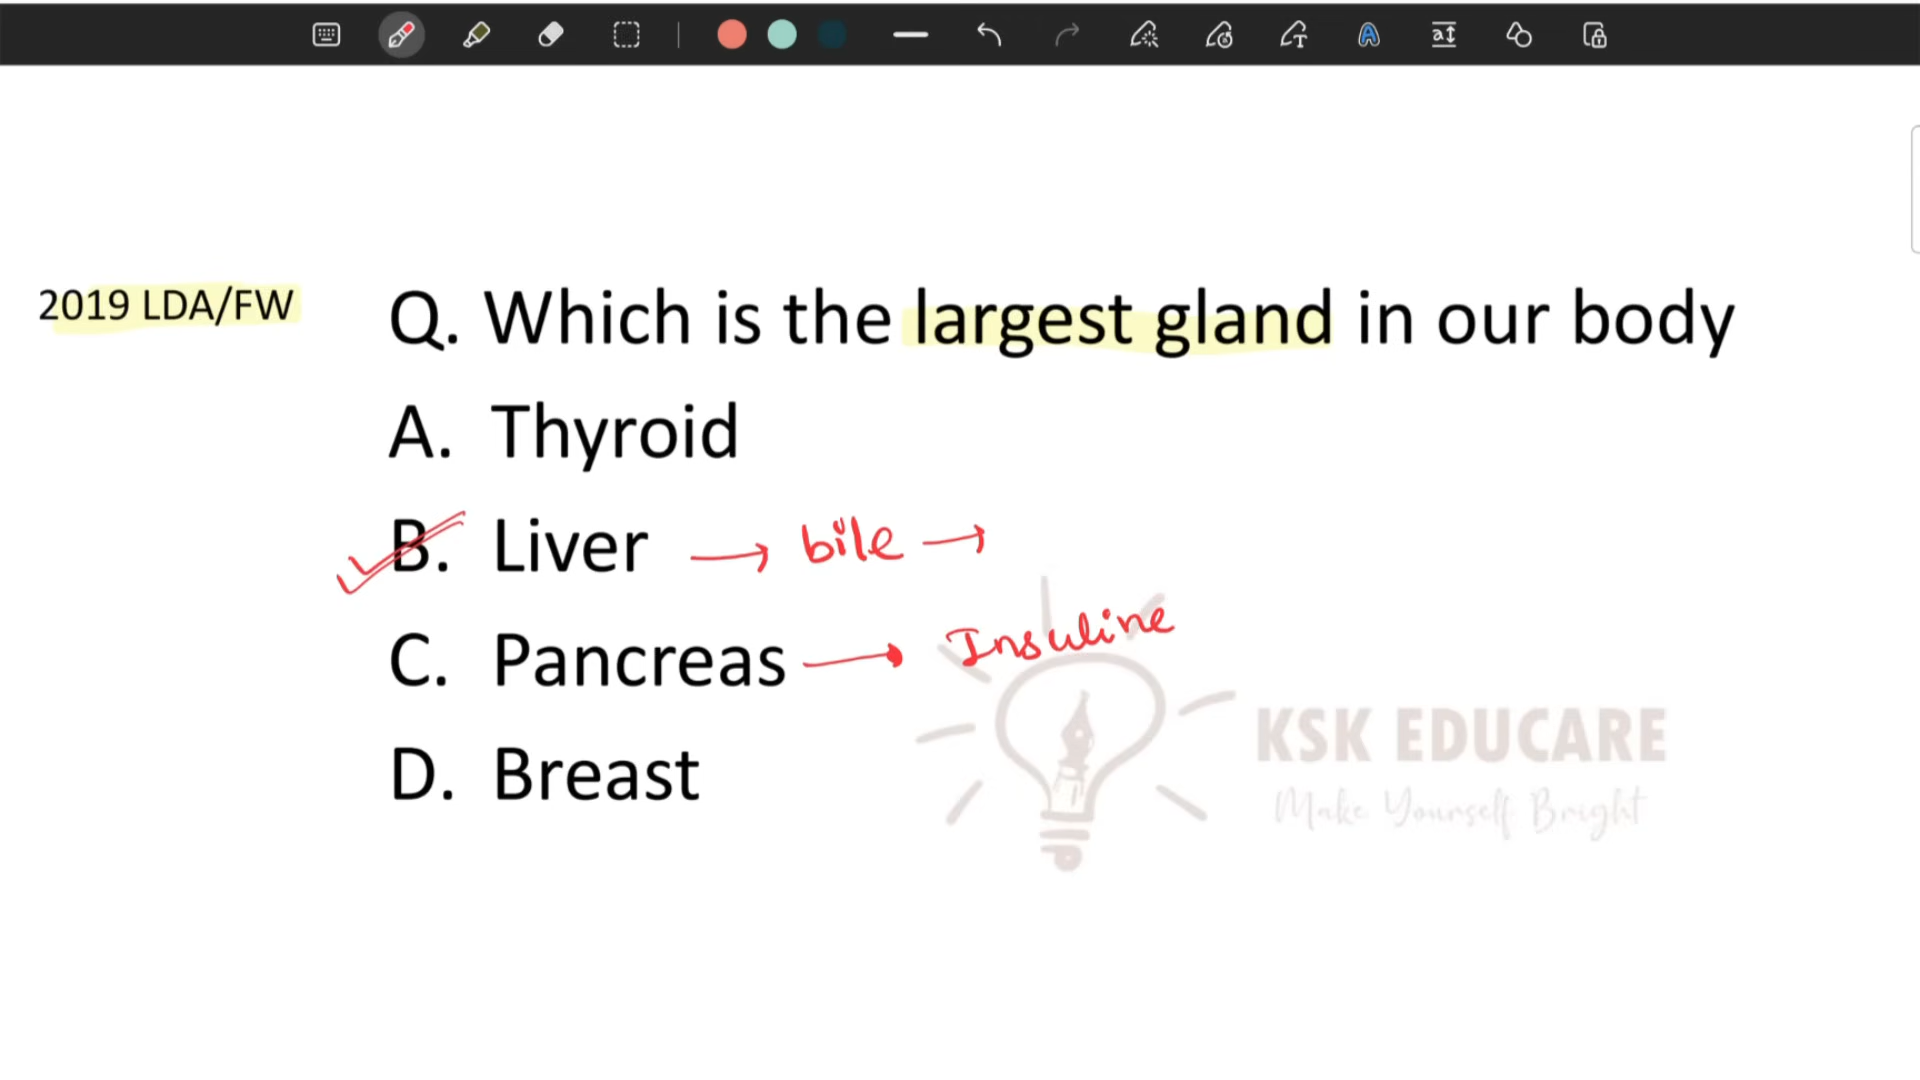 2019 LDA/FW
Q. Which is the largest gland in our body
A. Thyroid
B. Liver → bile →
C. Pancreas → Insuline
D. Breast
KSK EDUCARE
Make Yourself Bright